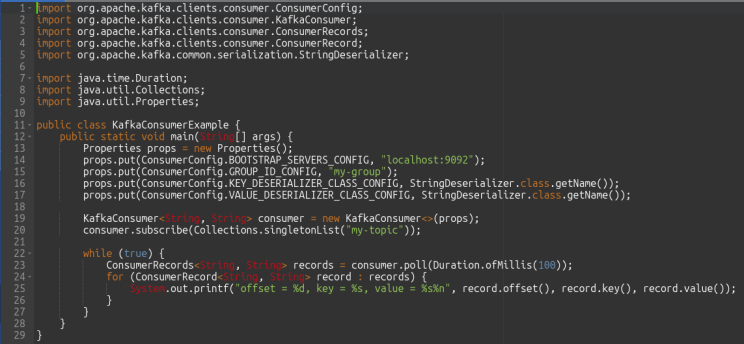 1 import org.apache.kafka.clients.consumer.ConsumerConfig;
2 import org.apache.kafka.clients.consumer.KafkaConsumer;
3 import org.apache.kafka.clients.consumer.ConsumerRecords;
4 import org.apache.kafka.clients.consumer.ConsumerRecord;
5 import org.apache.kafka.common.serialization.StringDeserializer;
6
7 import java.time.Duration;
8 import java.util.Collections;
9 import java.util.Properties;
10
11 public class KafkaConsumerExample {
12     public static void main(String[] args) {
13         Properties props = new Properties();
14         props.put(ConsumerConfig.BOOTSTRAP_SERVERS_CONFIG, "localhost:9092");
15         props.put(ConsumerConfig.GROUP_ID_CONFIG, "my-group");
16         props.put(ConsumerConfig.KEY_DESERIALIZER_CLASS_CONFIG, StringDeserializer.class.getName());
17         props.put(ConsumerConfig.VALUE_DESERIALIZER_CLASS_CONFIG, StringDeserializer.class.getName());
18
19         KafkaConsumer<String, String> consumer = new KafkaConsumer<>(props);
20         consumer.subscribe(Collections.singletonList("my-topic"));
21
22         while (true) {
23             ConsumerRecords<String, String> records = consumer.poll(Duration.ofMillis(100));
24             for (ConsumerRecord<String, String> record : records) {
25                 System.out.printf("offset = %d, key = %s, value = %s%n", record.offset(), record.key(), record.value());
26             }
27         }
28     }
29 }